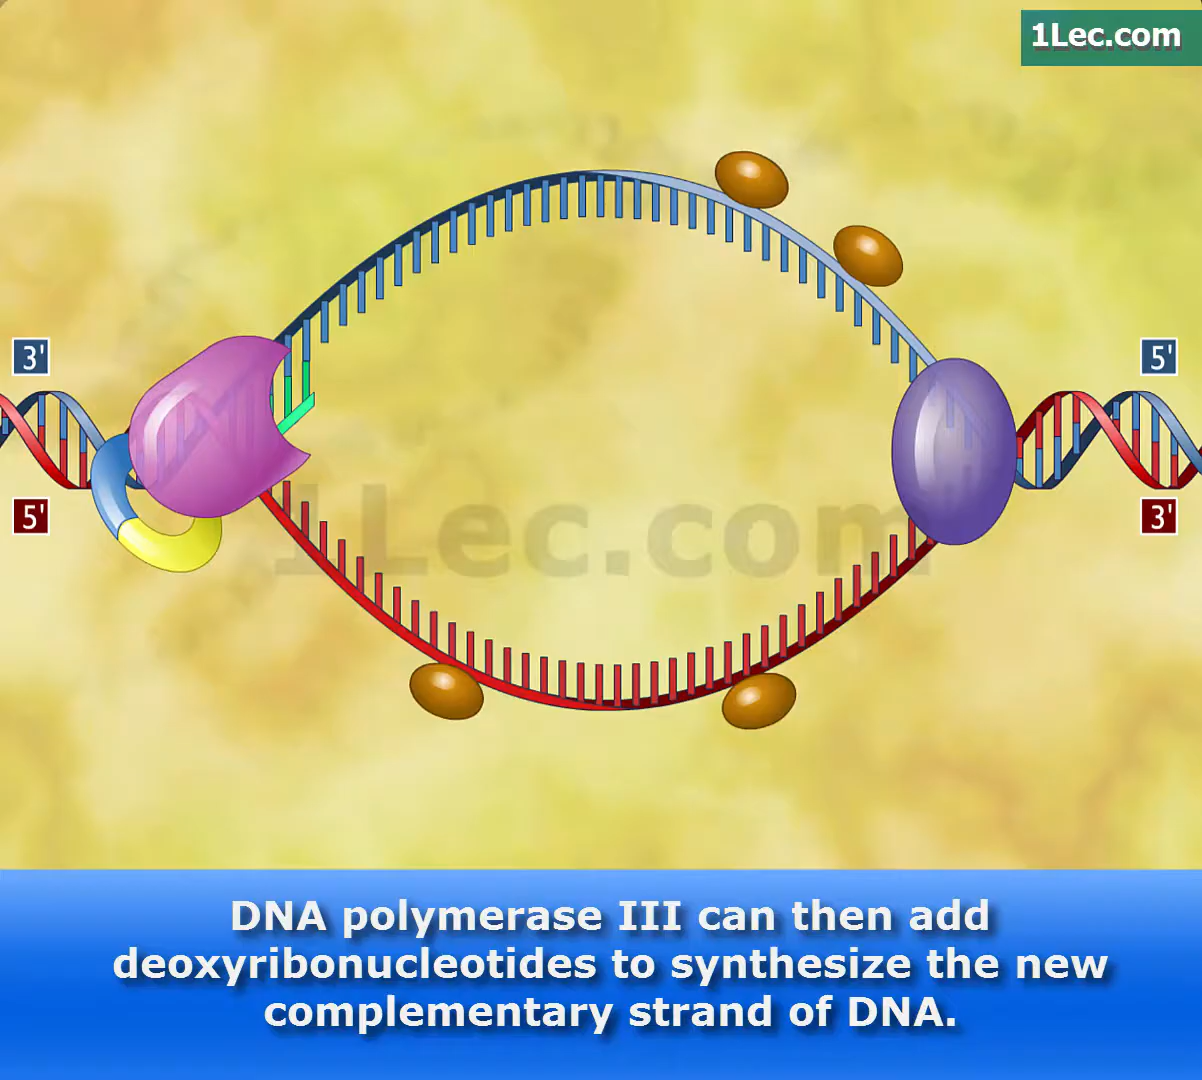 1Lec.com
3'
5'
5'
3'
1Lec.com
DNA polymerase III can then add
deoxyribonucleotides to synthesize the new
complementary strand of DNA.